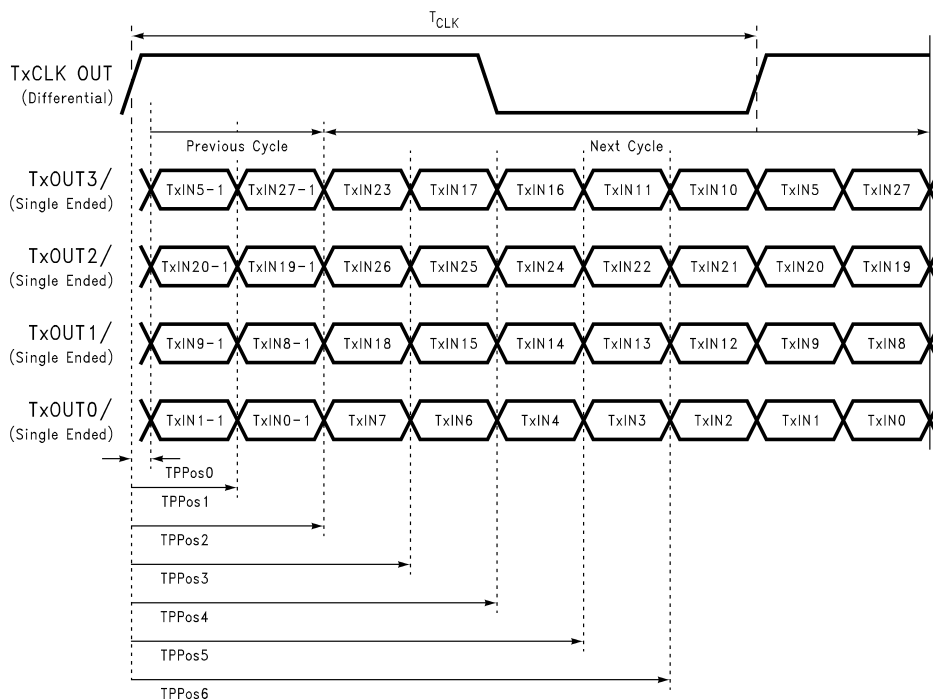 TCLK
TxCLK OUT
(Differential)
Previous Cycle
Next Cycle
TxOUT3/
(Single Ended)
TxIN5-1 TxIN27-1 TxIN23 TxIN17 TxIN16 TxIN11 TxIN10 TxIN5 TxIN27
TxOUT2/
(Single Ended)
TxIN20-1 TxIN19-1 TxIN26 TxIN25 TxIN24 TxIN22 TxIN21 TxIN20 TxIN19
TxOUT1/
(Single Ended)
TxIN9-1 TxIN8-1 TxIN18 TxIN15 TxIN14 TxIN13 TxIN12 TxIN9 TxIN8
TxOUT0/
(Single Ended)
TxIN1-1 TxIN0-1 TxIN7 TxIN6 TxIN4 TxIN3 TxIN2 TxIN1 TxIN0
TPPos0
TPPos1
TPPos2
TPPos3
TPPos4
TPPos5
TPPos6